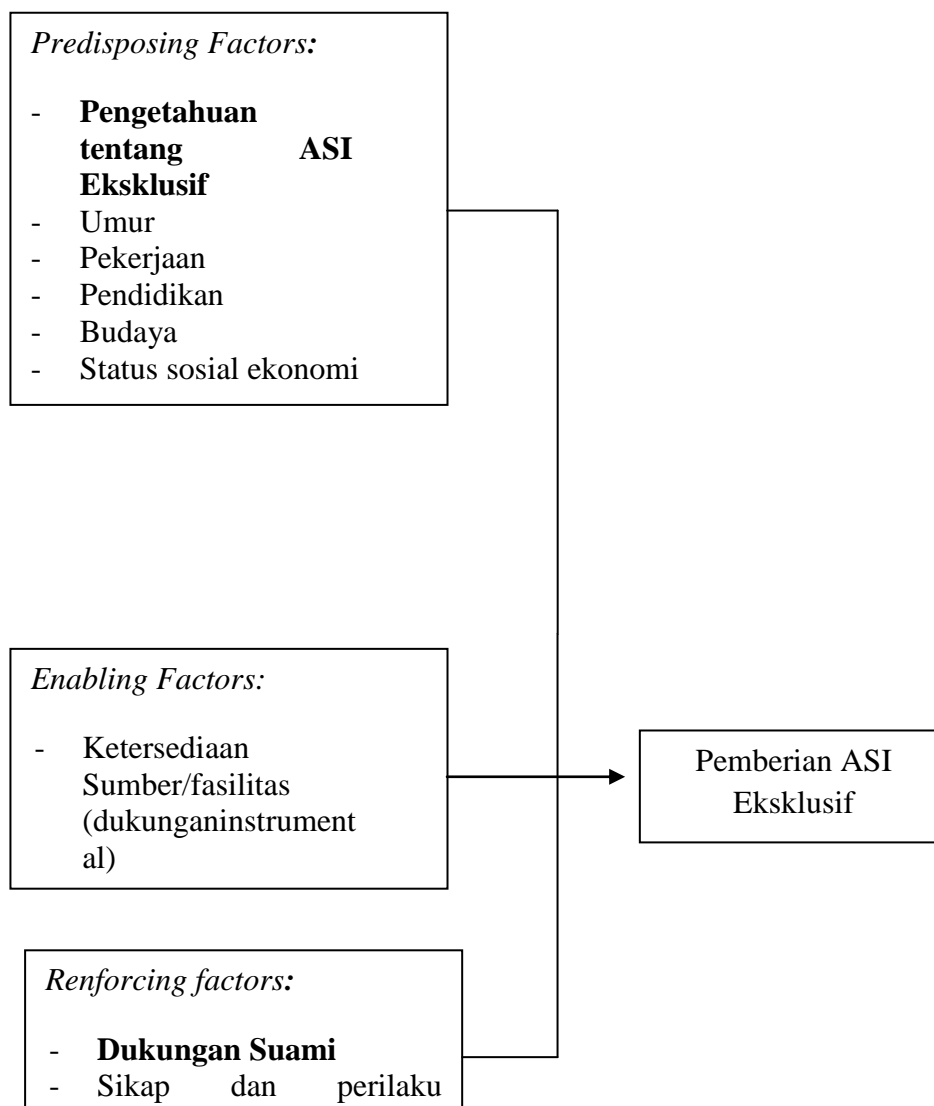 Predisposing Factors:
- Pengetahuan
tentang ASI
Eksklusif
- Umur
- Pekerjaan
- Pendidikan
- Budaya
- Status sosial ekonomi
Enabling Factors:
- Ketersediaan
Sumber/fasilitas
(dukunganinstrument
al)
Pemberian ASI
Eksklusif
Renforcing factors:
- Dukungan Suami
- Sikap dan perilaku